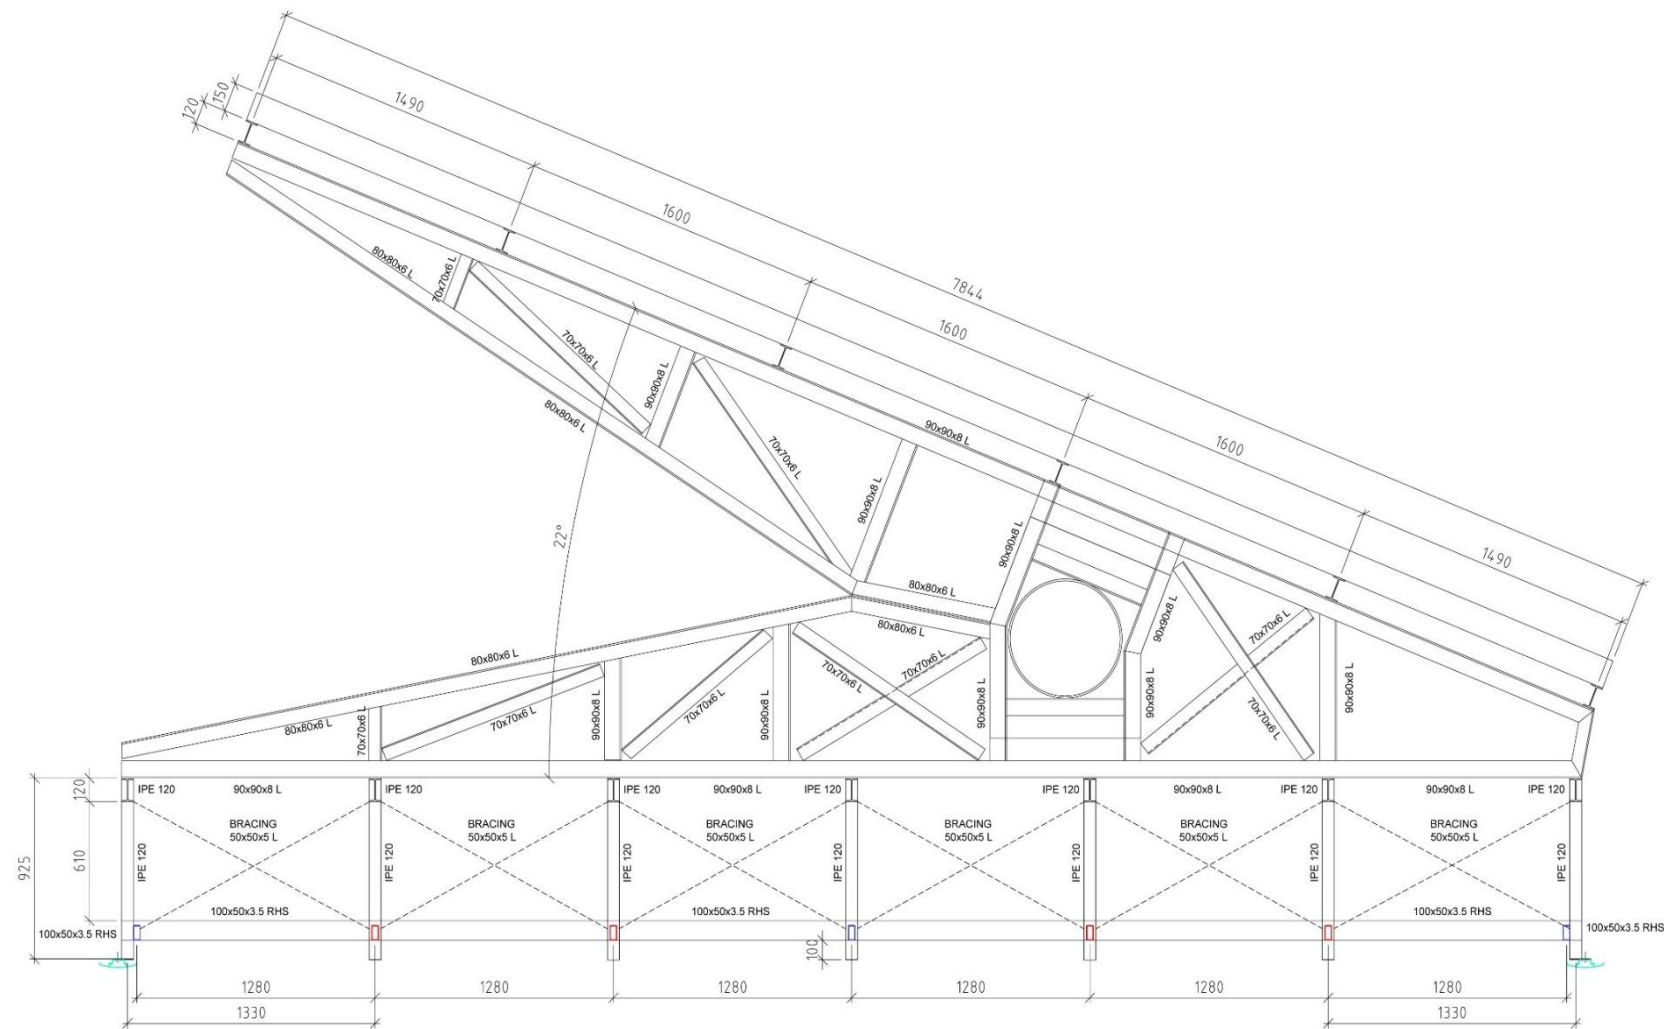 1490
150
120
1600
7844
80x80x6 L
70x70x6 L
1600
70x70x6 L
90x90x8 L
80x80x6 L
90x90x8 L
1600
70x70x6 L
90x90x8 L
22°
90x90x8 L
1490
80x80x6 L
90x90x8 L
80x80x6 L
70x70x6 L
80x80x6 L
70x70x6 L
70x70x6 L
80x80x6 L
70x70x6 L
70x70x6 L
90x90x8 L
70x70x6 L
90x90x8 L
90x90x8 L
90x90x8 L
70x70x6 L
90x90x8 L
120
IPE 120
90x90x8 L
IPE 120
IPE 120
90x90x8 L
IPE 120
IPE 120
90x90x8 L
IPE 120
90x90x8 L
IPE 120
BRACING
50x50x5 L
BRACING
50x50x5 L
BRACING
50x50x5 L
BRACING
50x50x5 L
BRACING
50x50x5 L
BRACING
50x50x5 L
925
610
IPE 120
IPE 120
IPE 120
IPE 120
IPE 120
IPE 120
IPE 120
100x50x3.5 RHS
100x50x3.5 RHS
100x50x3.5 RHS
100x50x3.5 RHS
100x50x3.5 RHS
100
1280
1280
1280
1280
1280
1280
1330
1330